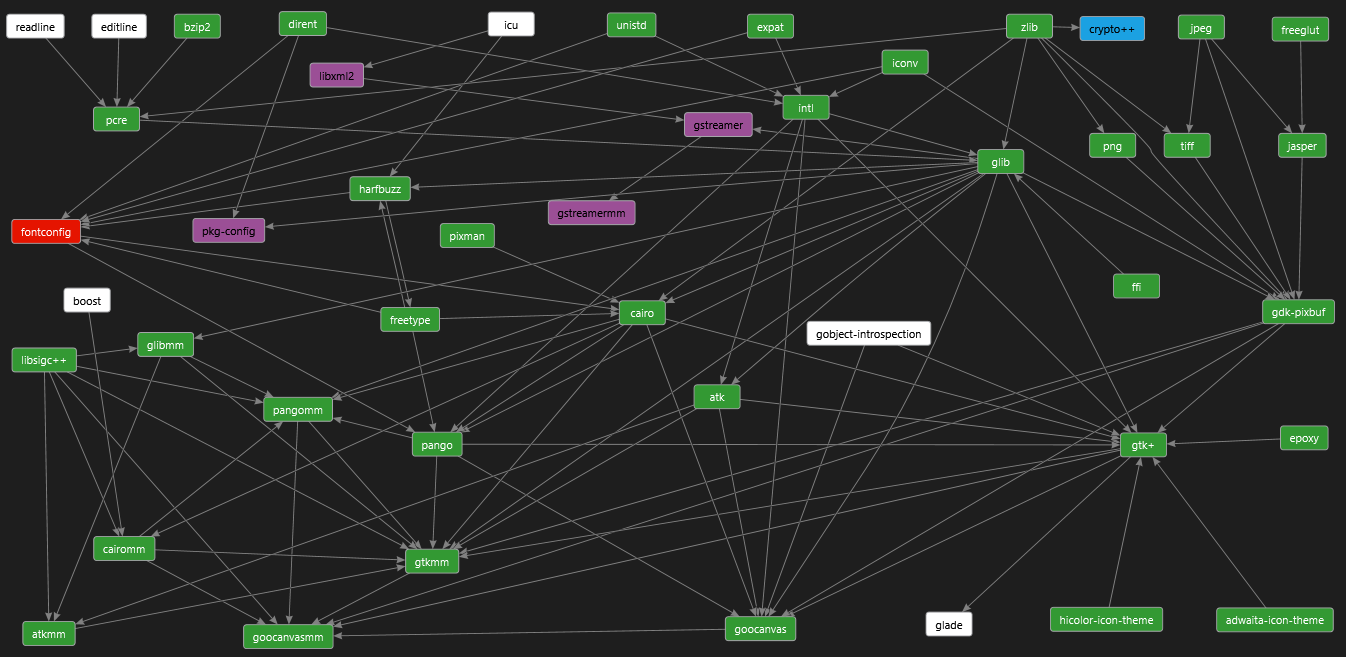 readline
editline
bzip2
dirent
icu
unistd
expat
zlib
crypto++
jpeg
freeglut
libxml2
iconv
pcre
gstreamer
intl
png
tiff
jasper
glib
harfbuzz
gstreamermm
fontconfig
pkg-config
pixman
ffi
boost
freetype
cairo
gdk-pixbuf
gobject-introspection
libsigc++
glibmm
atk
pangomm
pango
gtk+
epoxy
cairomm
gtkmm
atkmm
goocanvasmm
goocanvas
glade
hicolor-icon-theme
adwaita-icon-theme